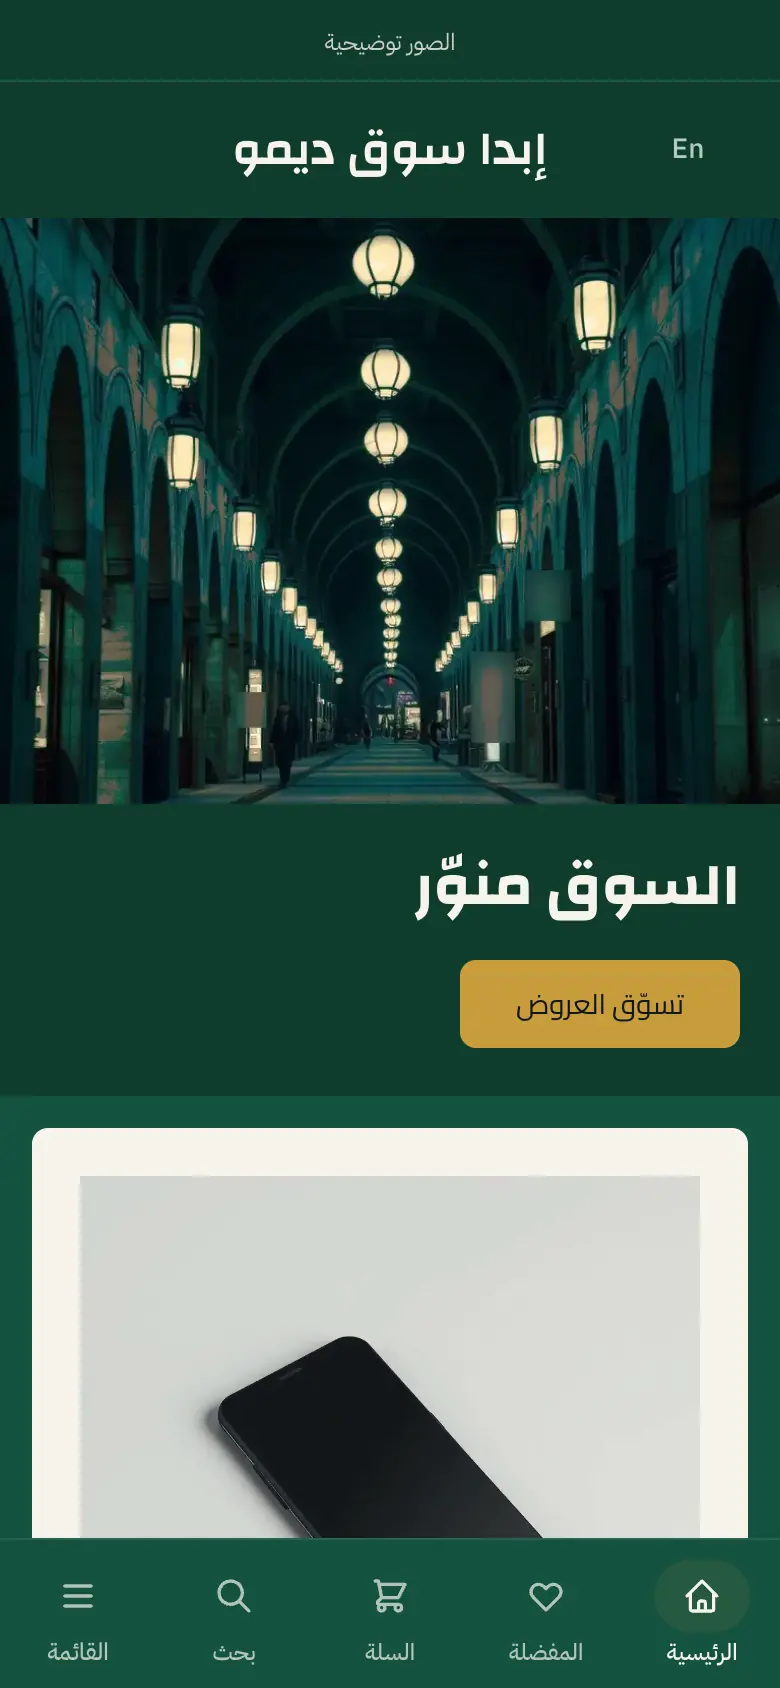 الصور توضيحية
En
إبدا سوق ديمو
السوق منوّر
تسوّق العروض
الرئيسية
المفضلة
السلة
بحث
القائمة